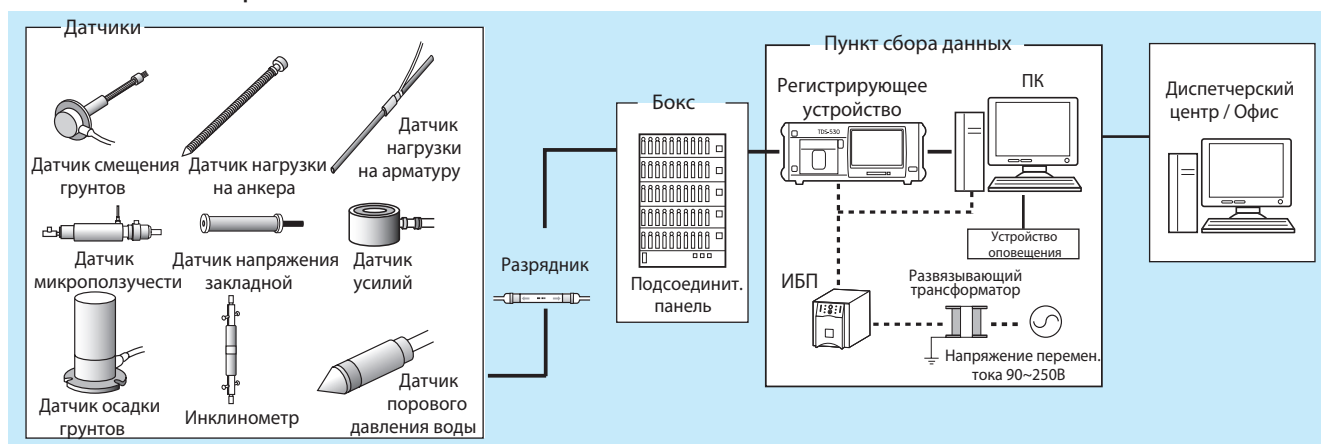 Датчики
Датчик смещения
грунтов
Датчик нагрузки
на анкера
Датчик
нагрузки
на арматуру
Датчик
микроползучести
Датчик напряжения
закладной
Датчик
усилий
Датчик осадки
грунтов
Инклинометр
Датчик
порового
давления воды
Разрядник
Бокс
Подсоединит.
панель
Пункт сбора данных
Регистрирующее
устройство
TDS-530
ПК
Устройство
оповещения
ИБП
Развязывающий
трансформатор
Напряжение перемен.
тока 90~250В
Диспетчерский
центр / Офис